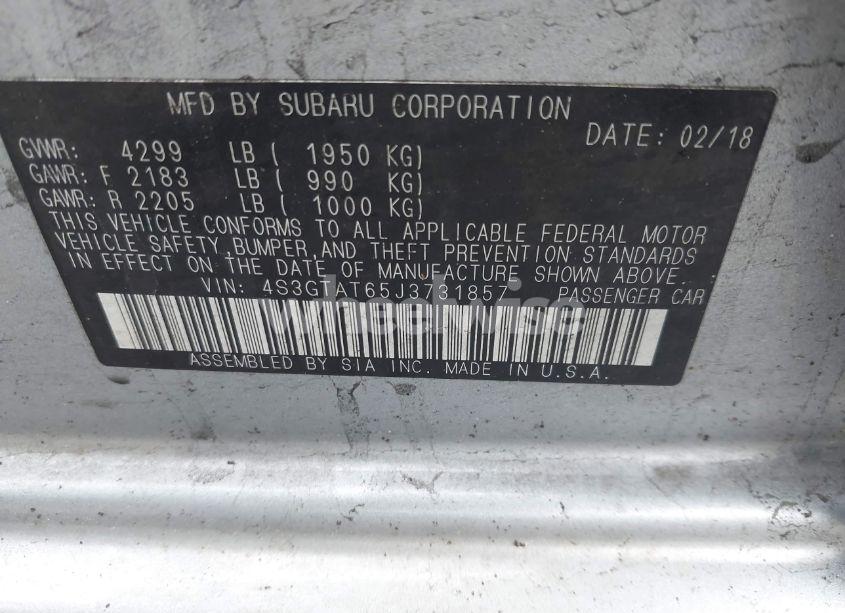 MFD BY SUBARU CORPORATION
DATE: 02/18
GVWR: 4299 LB ( 1950 KG)
GAWR: F 2183 LB ( 990 KG)
GAWR: R 2205 LB ( 1000 KG)
THIS VEHICLE CONFORMS TO ALL APPLICABLE FEDERAL MOTOR
VEHICLE SAFETY, BUMPER, AND THEFT PREVENTION STANDARDS
IN EFFECT ON THE DATE OF MANUFACTURE SHOWN ABOVE.
VIN: 4S3GTAT65J3731857 PASSENGER CAR
wheelwise
ASSEMBLED BY SIA INC. MADE IN U.S.A.